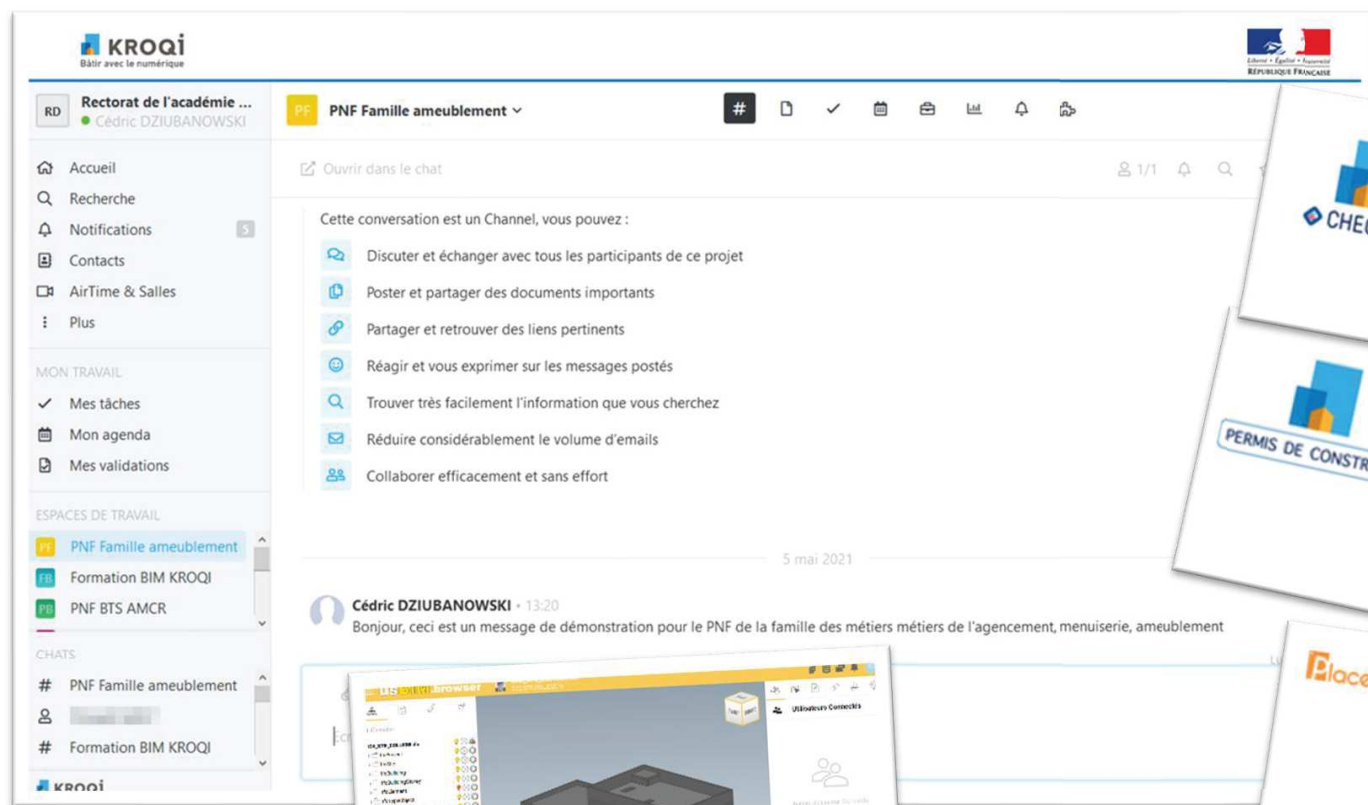 KROQi
Bâtir avec le numérique
Liberté • Égalité • Fraternité
RÉPUBLIQUE FRANÇAISE
RD
Rectorat de l'académie ...
Cédric DZIUBANOWSKI
PF
PNF Famille ameublement
#
Accueil
Recherche
Notifications
5
Contacts
AirTime & Salles
Plus
MON TRAVAIL
Mes tâches
Mon agenda
Mes validations
ESPACES DE TRAVAIL
PF
PNF Famille ameublement
FB
Formation BIM KROQI
PB
PNF BTS AMCR
CHATS
# PNF Famille ameublement
# Formation BIM KROQI
KROQi
Ouvrir dans le chat
1/1
Cette conversation est un Channel, vous pouvez :
Discuter et échanger avec tous les participants de ce projet
Poster et partager des documents importants
Partager et retrouver des liens pertinents
Réagir et vous exprimer sur les messages postés
Trouver très facilement l'information que vous cherchez
Réduire considérablement le volume d'emails
Collaborer efficacement et sans effort
5 mai 2021
Cédric DZIUBANOWSKI • 13:20
Bonjour, ceci est un message de démonstration pour le PNF de la famille des métiers métiers de l'agencement, menuiserie, ameublement
browser
Utilisateurs Connectés
CHEC
PERMIS DE CONSTR
Place